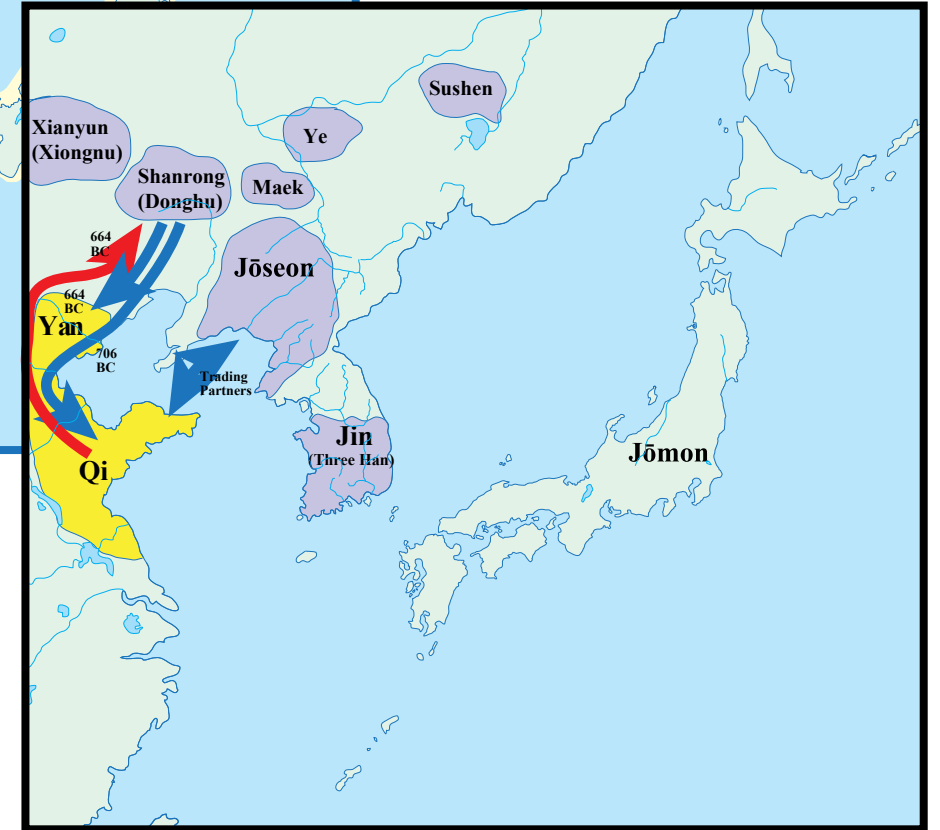 Sushen
Xianyun
(Xiongnu)
Ye
Shanrong
(Donghu)
Maek
664
BC
Jōseon
664
BC
Yan
706
BC
Trading
Partners
Jin
(Three Han)
Jōmon
Qi